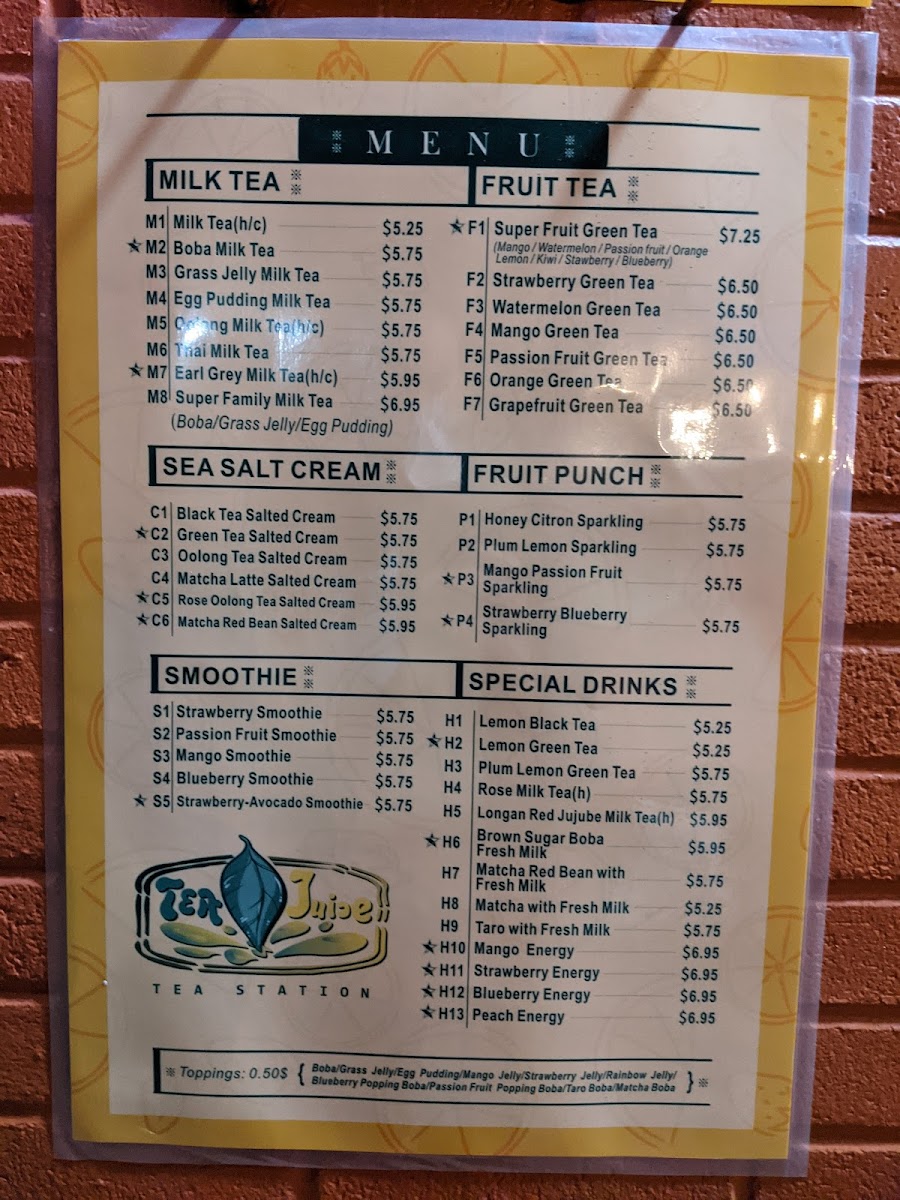 MENU
MILK TEA
M1 Milk Tea(h/c) $5.25
M2 Boba Milk Tea $5.75
M3 Grass Jelly Milk Tea $5.75
M4 Egg Pudding Milk Tea $5.75
M5 Oolong Milk Tea(h/c) $5.75
M6 Thai Milk Tea $5.75
M7 Earl Grey Milk Tea(h/c) $5.95
M8 Super Family Milk Tea $6.95
(Boba/Grass Jelly/Egg Pudding)
FRUIT TEA
F1 Super Fruit Green Tea $7.25
(Mango / Watermelon / Passion fruit / Orange
Lemon / Kiwi / Stawberry / Blueberry)
F2 Strawberry Green Tea $6.50
F3 Watermelon Green Tea $6.50
F4 Mango Green Tea $6.50
F5 Passion Fruit Green Tea $6.50
F6 Orange Green Tea $6.50
F7 Grapefruit Green Tea $6.50
SEA SALT CREAM
C1 Black Tea Salted Cream $5.75
C2 Green Tea Salted Cream $5.75
C3 Oolong Tea Salted Cream $5.75
C4 Matcha Latte Salted Cream $5.75
C5 Rose Oolong Tea Salted Cream $5.95
C6 Matcha Red Bean Salted Cream $5.95
FRUIT PUNCH
P1 Honey Citron Sparkling $5.75
P2 Plum Lemon Sparkling $5.75
P3 Mango Passion Fruit
Sparkling $5.75
P4 Strawberry Blueberry
Sparkling $5.75
SMOOTHIE
S1 Strawberry Smoothie $5.75
S2 Passion Fruit Smoothie $5.75
S3 Mango Smoothie $5.75
S4 Blueberry Smoothie $5.75
S5 Strawberry-Avocado Smoothie $5.75
SPECIAL DRINKS
H1 Lemon Black Tea $5.25
H2 Lemon Green Tea $5.25
H3 Plum Lemon Green Tea $5.75
H4 Rose Milk Tea(h) $5.75
H5 Longan Red Jujube Milk Tea(h) $5.95
H6 Brown Sugar Boba
Fresh Milk $5.95
H7 Matcha Red Bean with
Fresh Milk $5.75
H8 Matcha with Fresh Milk $5.25
H9 Taro with Fresh Milk $5.75
H10 Mango Energy $6.95
H11 Strawberry Energy $6.95
H12 Blueberry Energy $6.95
H13 Peach Energy $6.95
TEA Juice
TEA STATION
Toppings: 0.50$ { Boba/Grass Jelly/Egg Pudding/Mango Jelly/Strawberry Jelly/Rainbow Jelly/
Blueberry Popping Boba/Passion Fruit Popping Boba/Taro Boba/Matcha Boba }